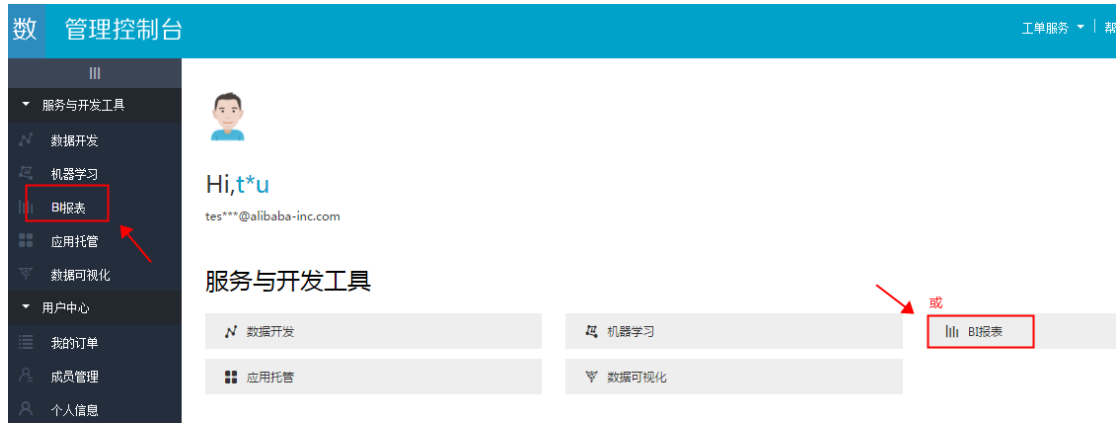 数 管理控制台
工单服务
服务与开发工具
数据开发
机器学习
BI报表
应用托管
数据可视化
用户中心
我的订单
成员管理
个人信息
Hi,t*u
tes***@alibaba-inc.com
服务与开发工具
或
数据开发
机器学习
BI报表
应用托管
数据可视化